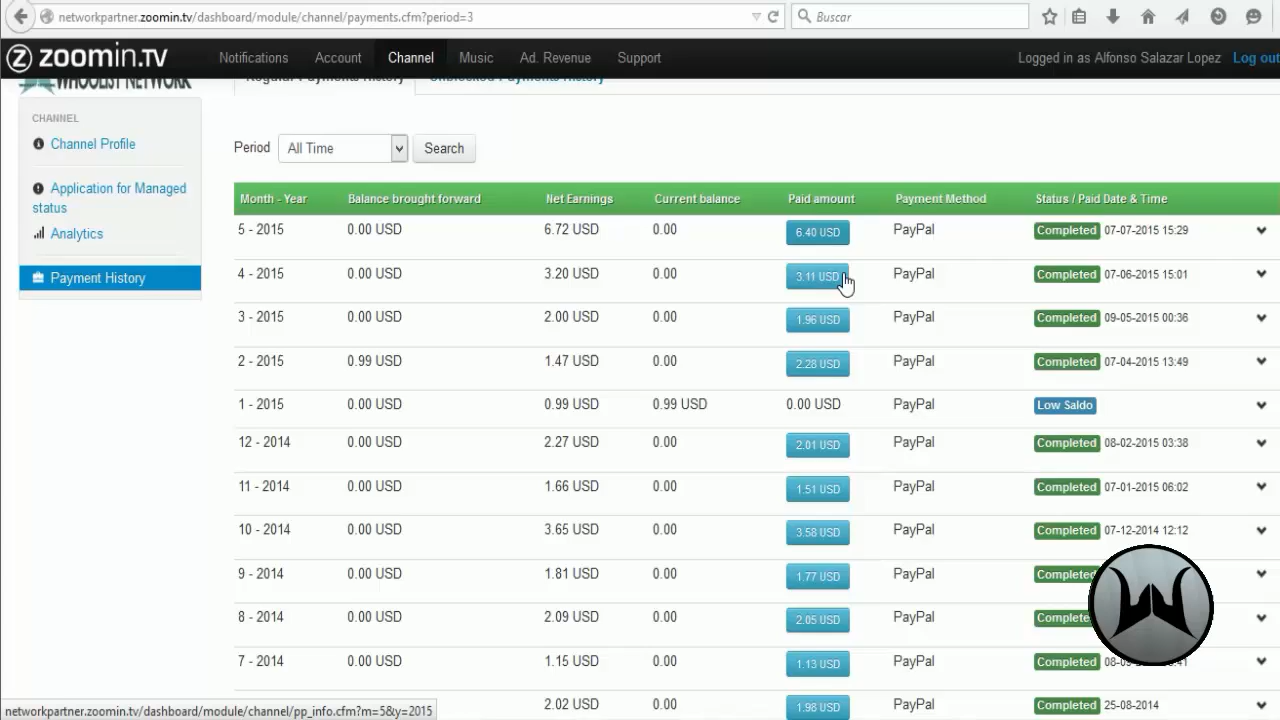 networkpartner.zoomin.tv/dashboard/module/channel/payments.cfm?period=3
Buscar
zoomin.tv Notifications Account Channel Music Ad. Revenue Support Logged in as Alfonso Salazar Lopez Log out
WHOOLIST NETWORK
Regular Payments History Unblocked Payments History
CHANNEL
Channel Profile
Application for Managed
status
Analytics
Payment History
Period All Time Search
Month - Year Balance brought forward Net Earnings Current balance Paid amount Payment Method Status / Paid Date & Time
5 - 2015 0.00 USD 6.72 USD 0.00 6.40 USD PayPal Completed 07-07-2015 15:29
4 - 2015 0.00 USD 3.20 USD 0.00 3.11 USD PayPal Completed 07-06-2015 15:01
3 - 2015 0.00 USD 2.00 USD 0.00 1.96 USD PayPal Completed 09-05-2015 00:36
2 - 2015 0.99 USD 1.47 USD 0.00 2.28 USD PayPal Completed 07-04-2015 13:49
1 - 2015 0.00 USD 0.99 USD 0.99 USD 0.00 USD PayPal Low Saldo
12 - 2014 0.00 USD 2.27 USD 0.00 2.01 USD PayPal Completed 08-02-2015 03:38
11 - 2014 0.00 USD 1.66 USD 0.00 1.51 USD PayPal Completed 07-01-2015 06:02
10 - 2014 0.00 USD 3.65 USD 0.00 3.58 USD PayPal Completed 07-12-2014 12:12
9 - 2014 0.00 USD 1.81 USD 0.00 1.77 USD PayPal Completed
8 - 2014 0.00 USD 2.09 USD 0.00 2.05 USD PayPal Complete
7 - 2014 0.00 USD 1.15 USD 0.00 1.13 USD PayPal Completed
2.02 USD 0.00 1.98 USD PayPal Completed 25-08-2014
networkpartner.zoomin.tv/dashboard/module/channel/pp_info.cfm?m=5&y=2015